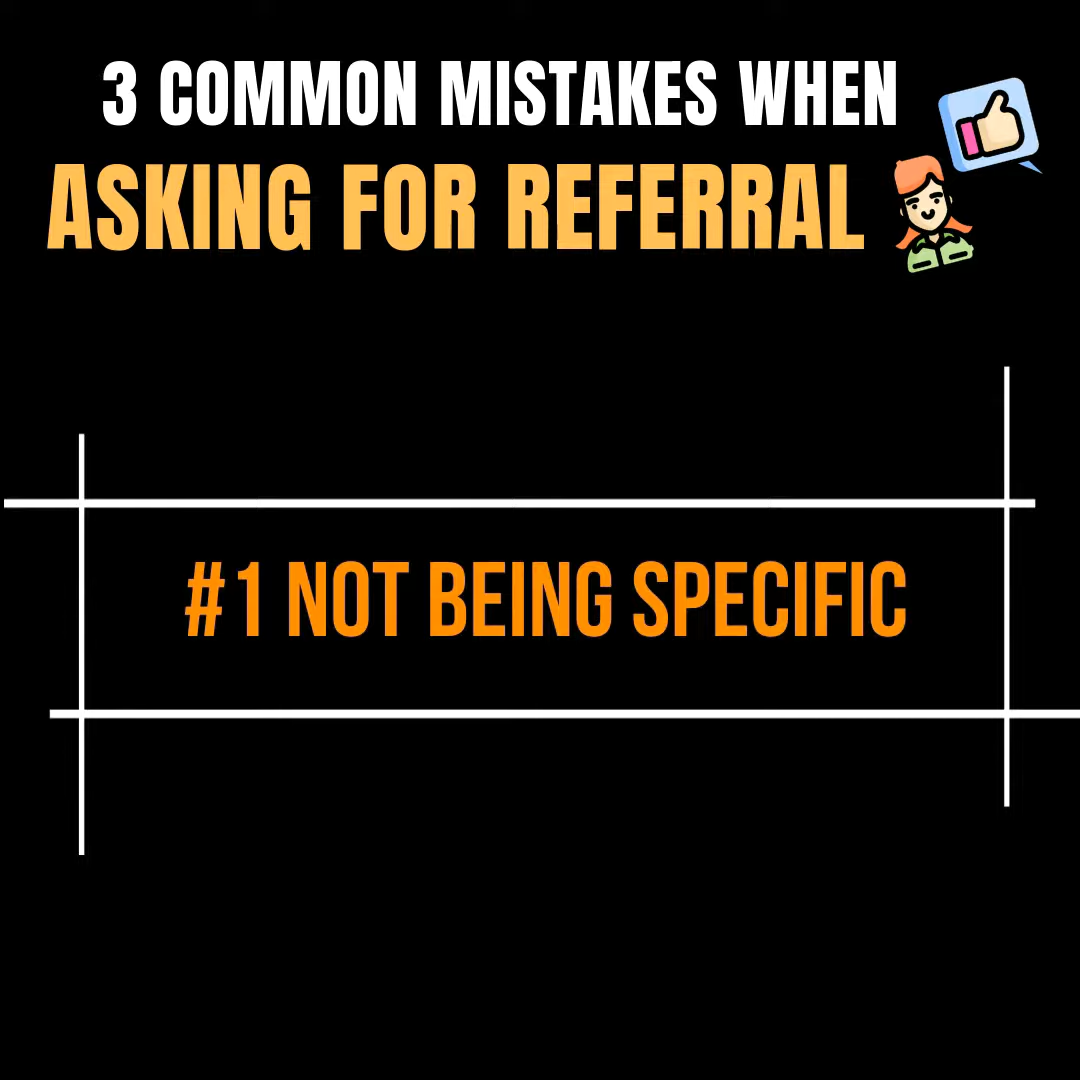 3 COMMON MISTAKES WHEN
ASKING FOR REFERRAL
#1 NOT BEING SPECIFIC